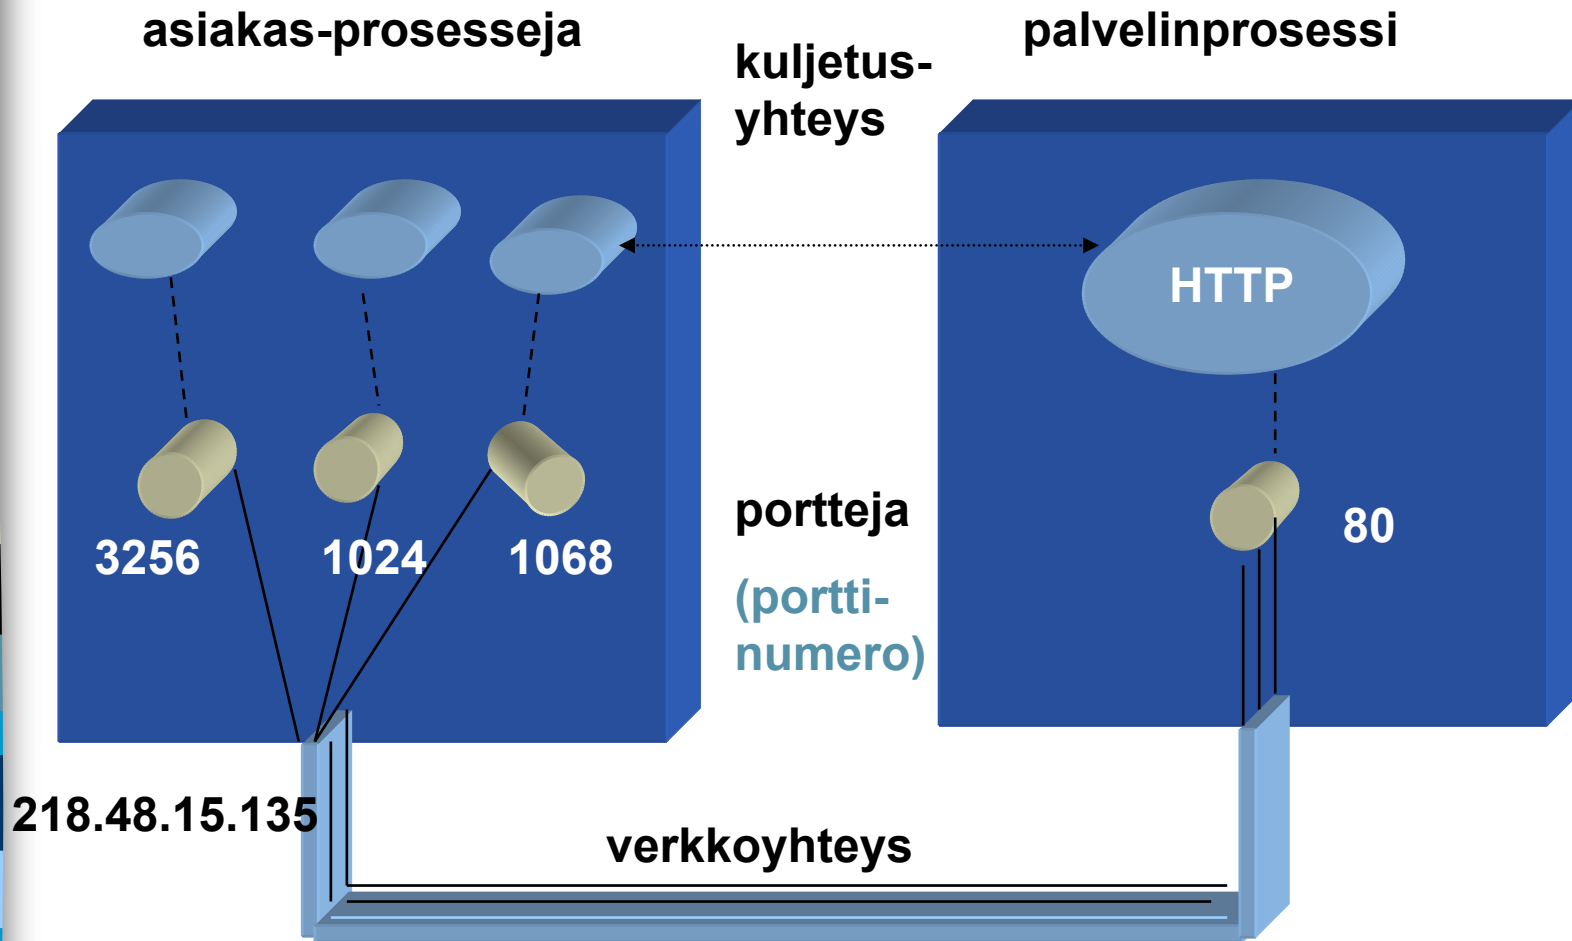 asiakas-prosesseja
palvelinprosessi
kuljetus-
yhteys
HTTP
portteja
(portti-
numero)
3256
1024
1068
80
218.48.15.135
verkkoyhteys